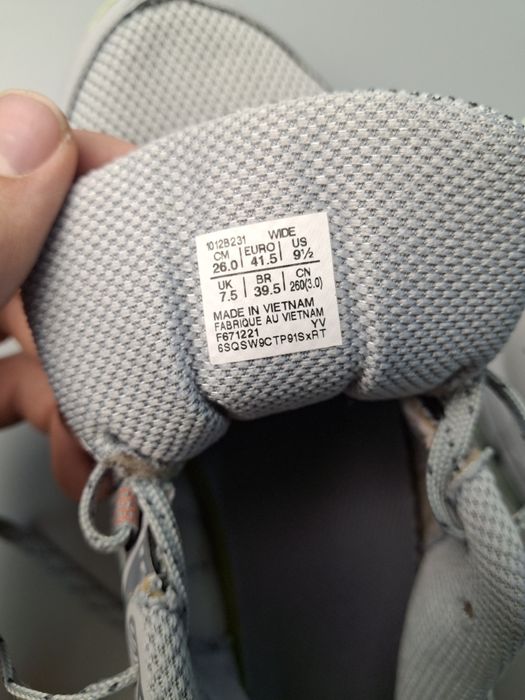 1012B231 WIDE
CM EURO US
26.0 41.5 9½
UK BR CN
7.5 39.5 260(3.0)
MADE IN VIETNAM
FABRIQUE AU VIETNAM
F671221 YV
6SQSW9CTP91SxRT